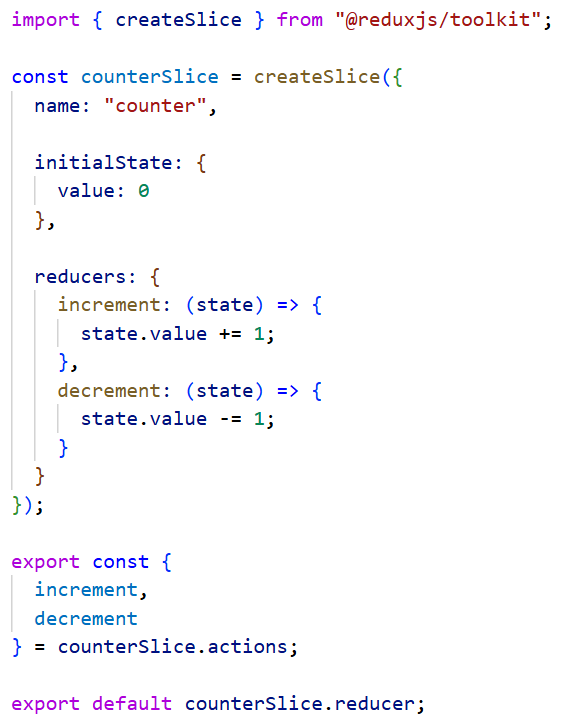 import { createSlice } from "@reduxjs/toolkit";

const counterSlice = createSlice({
  name: "counter",

  initialState: {
    value: 0
  },

  reducers: {
    increment: (state) => {
      state.value += 1;
    },
    decrement: (state) => {
      state.value -= 1;
    }
  }
});

export const {
  increment,
  decrement
} = counterSlice.actions;

export default counterSlice.reducer;